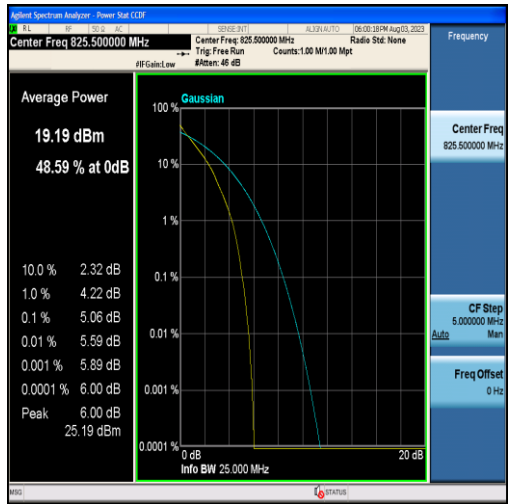 Agilent Spectrum Analyzer - Power Stat CCDF
RL RF 50 Ω AC SENSE:INT ALIGN AUTO 06:00:18 PM Aug 03, 2023
Center Freq 825.500000 MHz
Center Freq: 825.500000 MHz Radio Std: None
Trig: Free Run Counts:1.00 M/1.00 Mpt
#IFGain:Low #Atten: 46 dB
Frequency
Average Power
19.19 dBm
48.59 % at 0dB
10.0 % 2.32 dB
1.0 % 4.22 dB
0.1 % 5.06 dB
0.01 % 5.59 dB
0.001 % 5.89 dB
0.0001 % 6.00 dB
Peak 6.00 dB
25.19 dBm
Gaussian
100 %
10 %
1 %
0.1 %
0.01 %
0.001 %
0.0001 %
0 dB 20 dB
Info BW 25.000 MHz
Center Freq
825.500000 MHz
CF Step
5.000000 MHz
Auto Man
Freq Offset
0 Hz
MSG STATUS